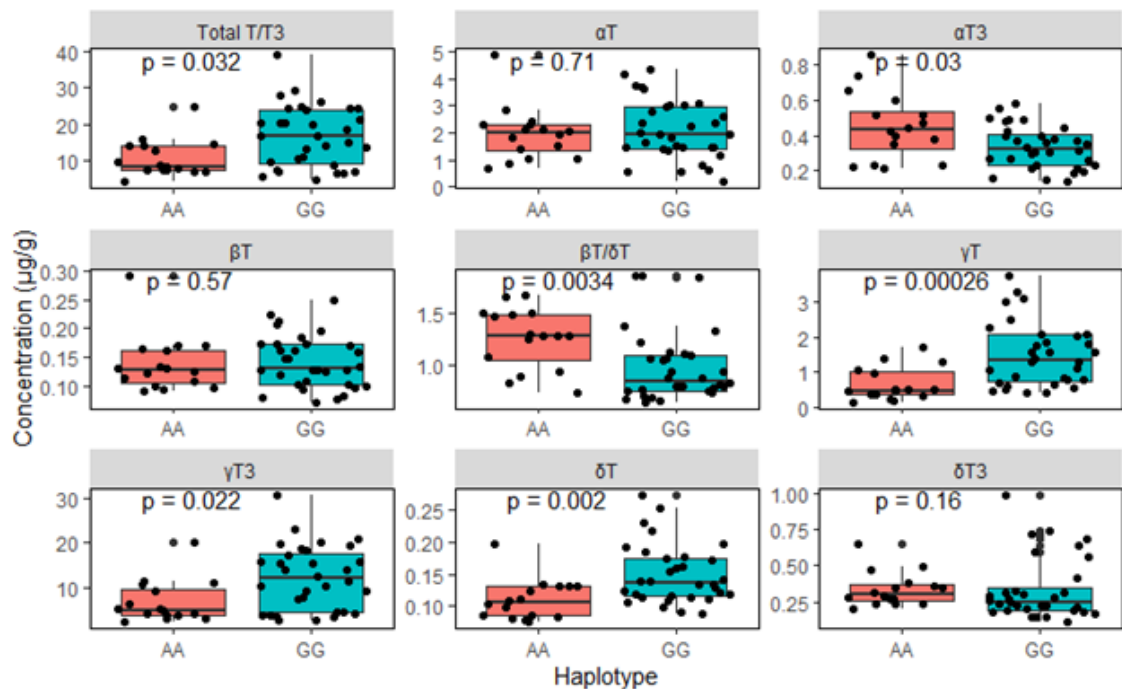 Total T/T3
αT
αT3
40
30
20
10
p = 0.032
5
4
3
2
1
0
p = 0.71
0.8
0.6
0.4
0.2
p = 0.03
AA
GG
AA
GG
AA
GG
Concentration (µg/g)
βT
βT/δT
γT
0.30
0.25
0.20
0.15
0.10
p = 0.57
1.5
1.0
p = 0.0034
3
2
1
0
p = 0.00026
AA
GG
AA
GG
AA
GG
γT3
δT
δT3
30
20
10
p = 0.022
0.25
0.20
0.15
0.10
p = 0.002
1.00
0.75
0.50
0.25
p = 0.16
AA
GG
AA
GG
AA
GG
Haplotype